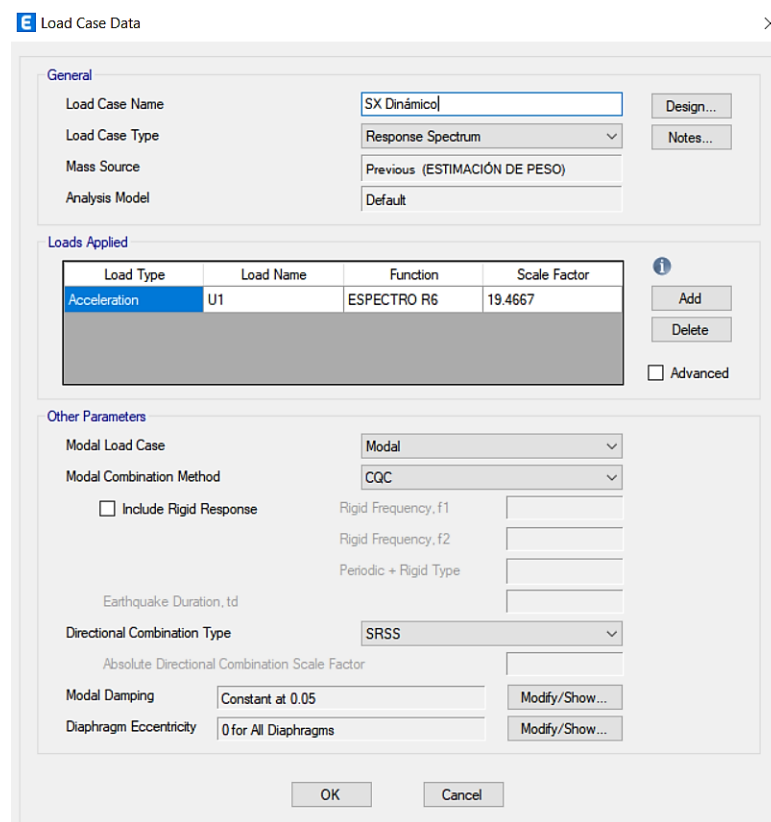 E Load Case Data
General
Load Case Name SX Dinámico Design...
Load Case Type Response Spectrum Notes...
Mass Source Previous (ESTIMACIÓN DE PESO)
Analysis Model Default
Loads Applied
Load Type Load Name Function Scale Factor
Acceleration U1 ESPECTRO R6 19.4667
i
Add
Delete
Advanced
Other Parameters
Modal Load Case Modal
Modal Combination Method CQC
Include Rigid Response Rigid Frequency, f1
Rigid Frequency, f2
Periodic + Rigid Type
Earthquake Duration, td
Directional Combination Type SRSS
Absolute Directional Combination Scale Factor
Modal Damping Constant at 0.05 Modify/Show...
Diaphragm Eccentricity 0 for All Diaphragms Modify/Show...
OK Cancel